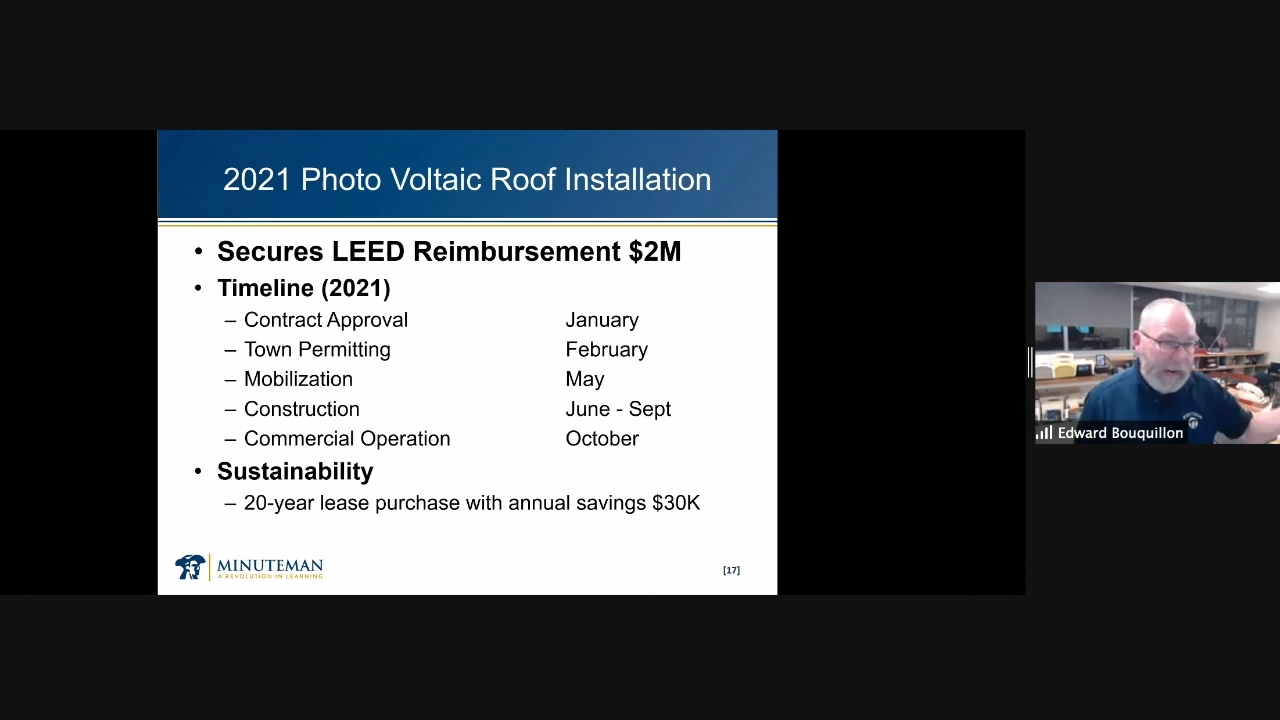 2021 Photo Voltaic Roof Installation
• Secures LEED Reimbursement $2M
• Timeline (2021)
– Contract Approval January
– Town Permitting February
– Mobilization May
– Construction June - Sept
– Commercial Operation October
• Sustainability
– 20-year lease purchase with annual savings $30K
MINUTEMAN
A REVOLUTION IN LEARNING
[17]
Edward Bouquillon